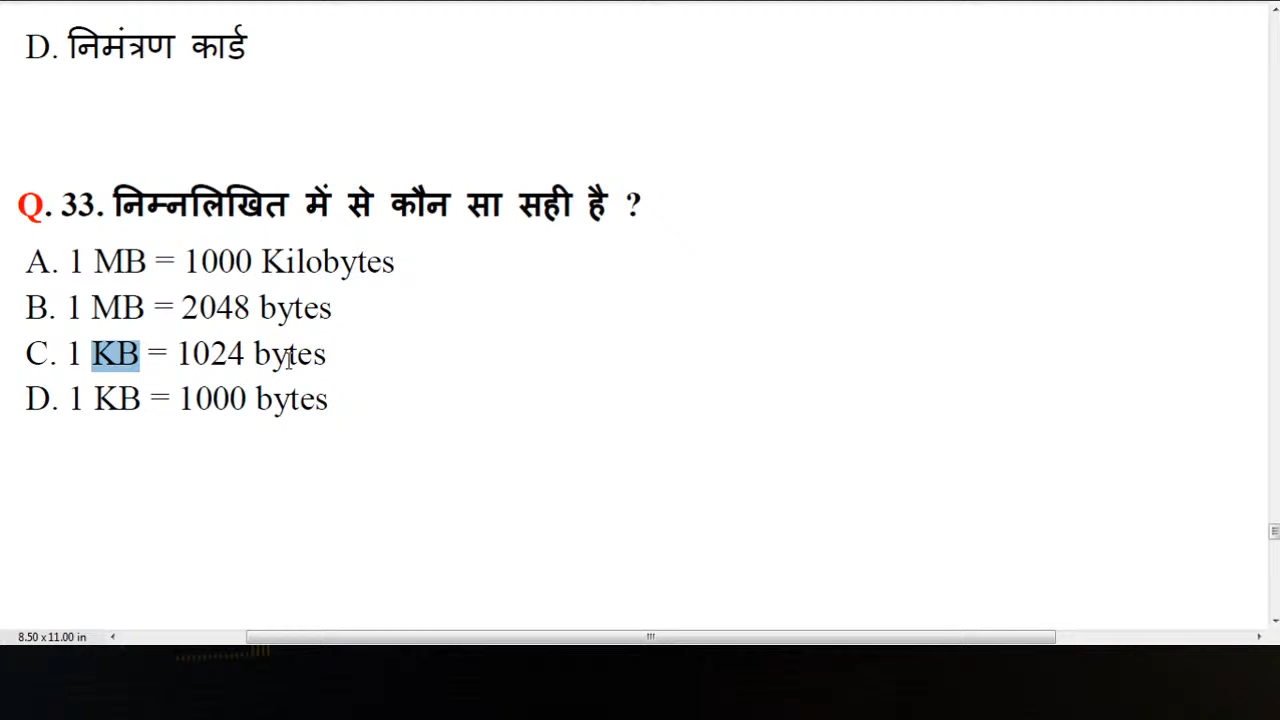 D. निमंत्रण कार्ड
Q. 33. निम्नलिखित में से कौन सा सही है ?
A. 1 MB = 1000 Kilobytes
B. 1 MB = 2048 bytes
C. 1 KB = 1024 bytes
D. 1 KB = 1000 bytes
8.50 x 11.00 in